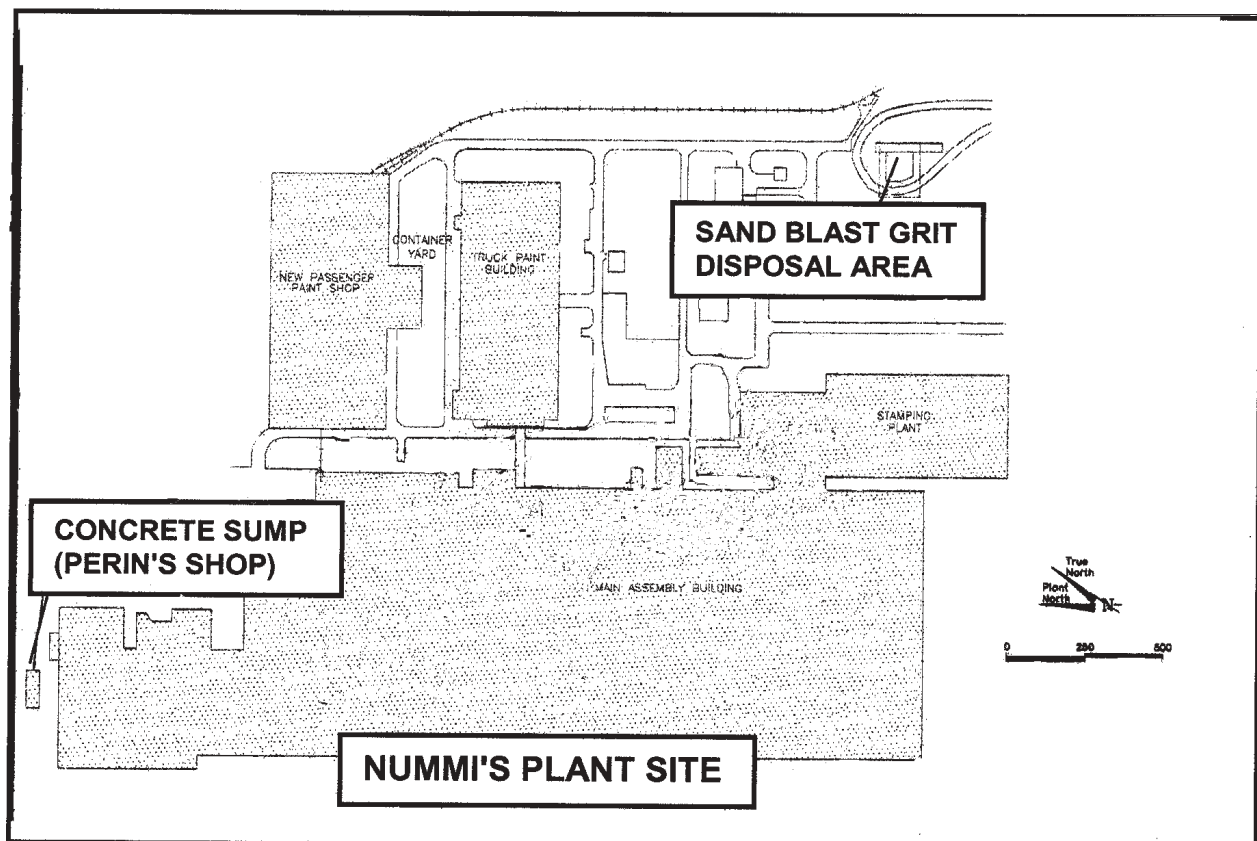 SAND BLAST GRIT
DISPOSAL AREA
CONTAINER
YARD
TRUCK PAINT
BUILDING
NEW PASSENGER
PAINT SHOP
STAMPING
PLANT
CONCRETE SUMP
(PERIN'S SHOP)
MAIN ASSEMBLY BUILDING
True
North
Plant
North
N
0 250 500
NUMMI'S PLANT SITE